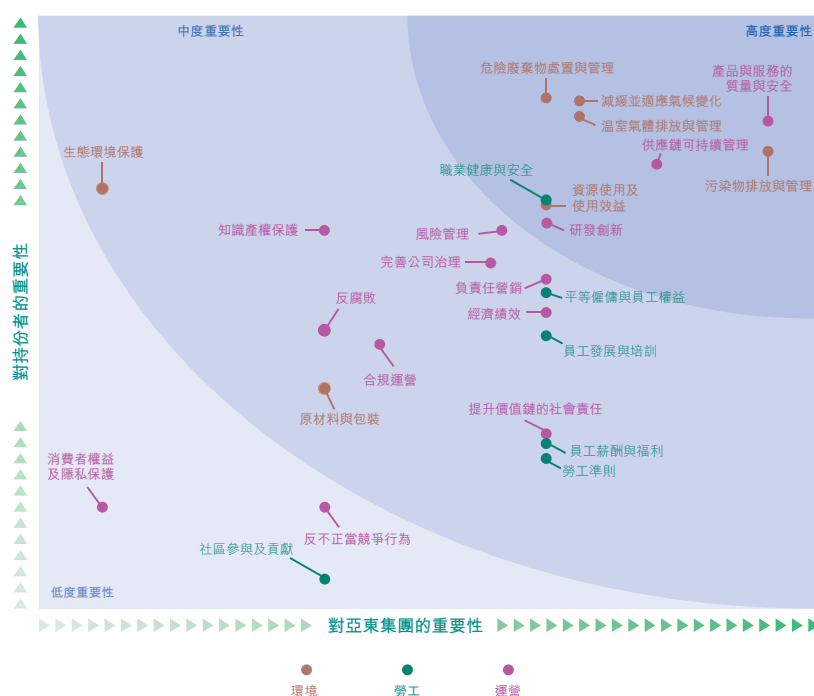 中度重要性
高度重要性
危險廢棄物處置與管理
產品與服務的
質量與安全
減緩並適應氣候變化
温室氣體排放與管理
供應鏈可持續管理
生態環境保護
職業健康與安全
污染物排放與管理
資源使用及
使用效益
知識產權保護
風險管理
研發創新
完善公司治理
負責任營銷
反腐敗
平等僱傭與員工權益
經濟績效
員工發展與培訓
合規運營
原材料與包裝
提升價值鏈的社會責任
員工薪酬與福利
消費者權益
及隱私保護
勞工準則
反不正當競爭行為
社區參與及貢獻
低度重要性
對持份者的重要性
對亞東集團的重要性
環境
勞工
運營